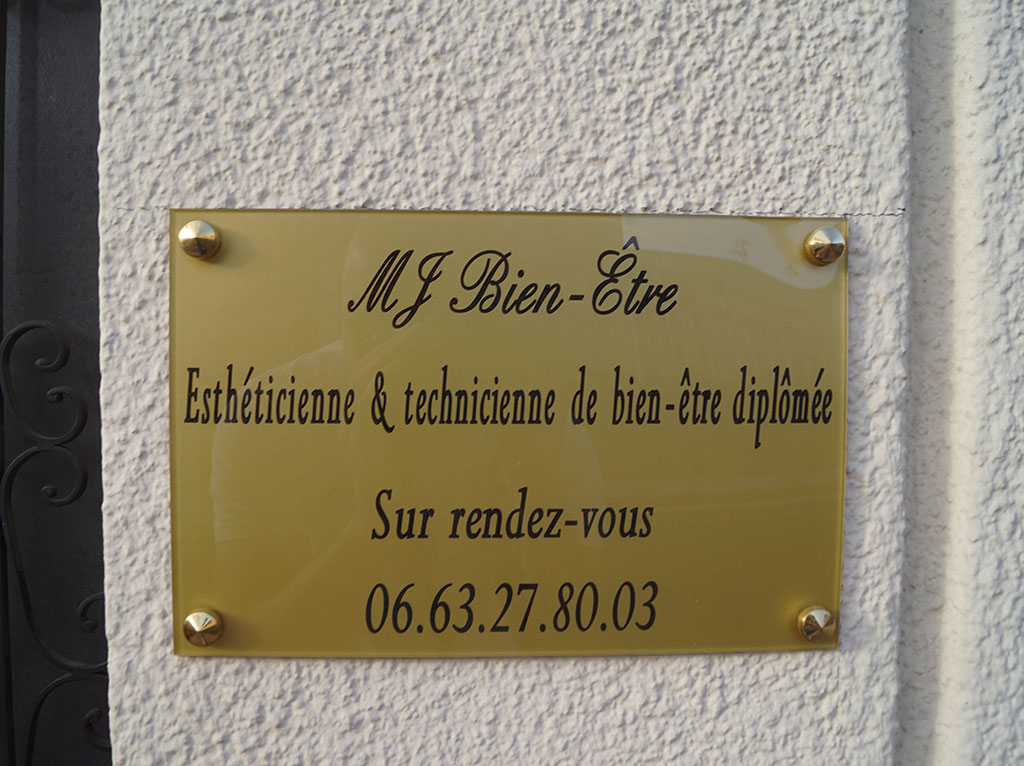 MJ Bien-Être
Esthéticienne & technicienne de bien-être diplômée
Sur rendez-vous
06.63.27.80.03